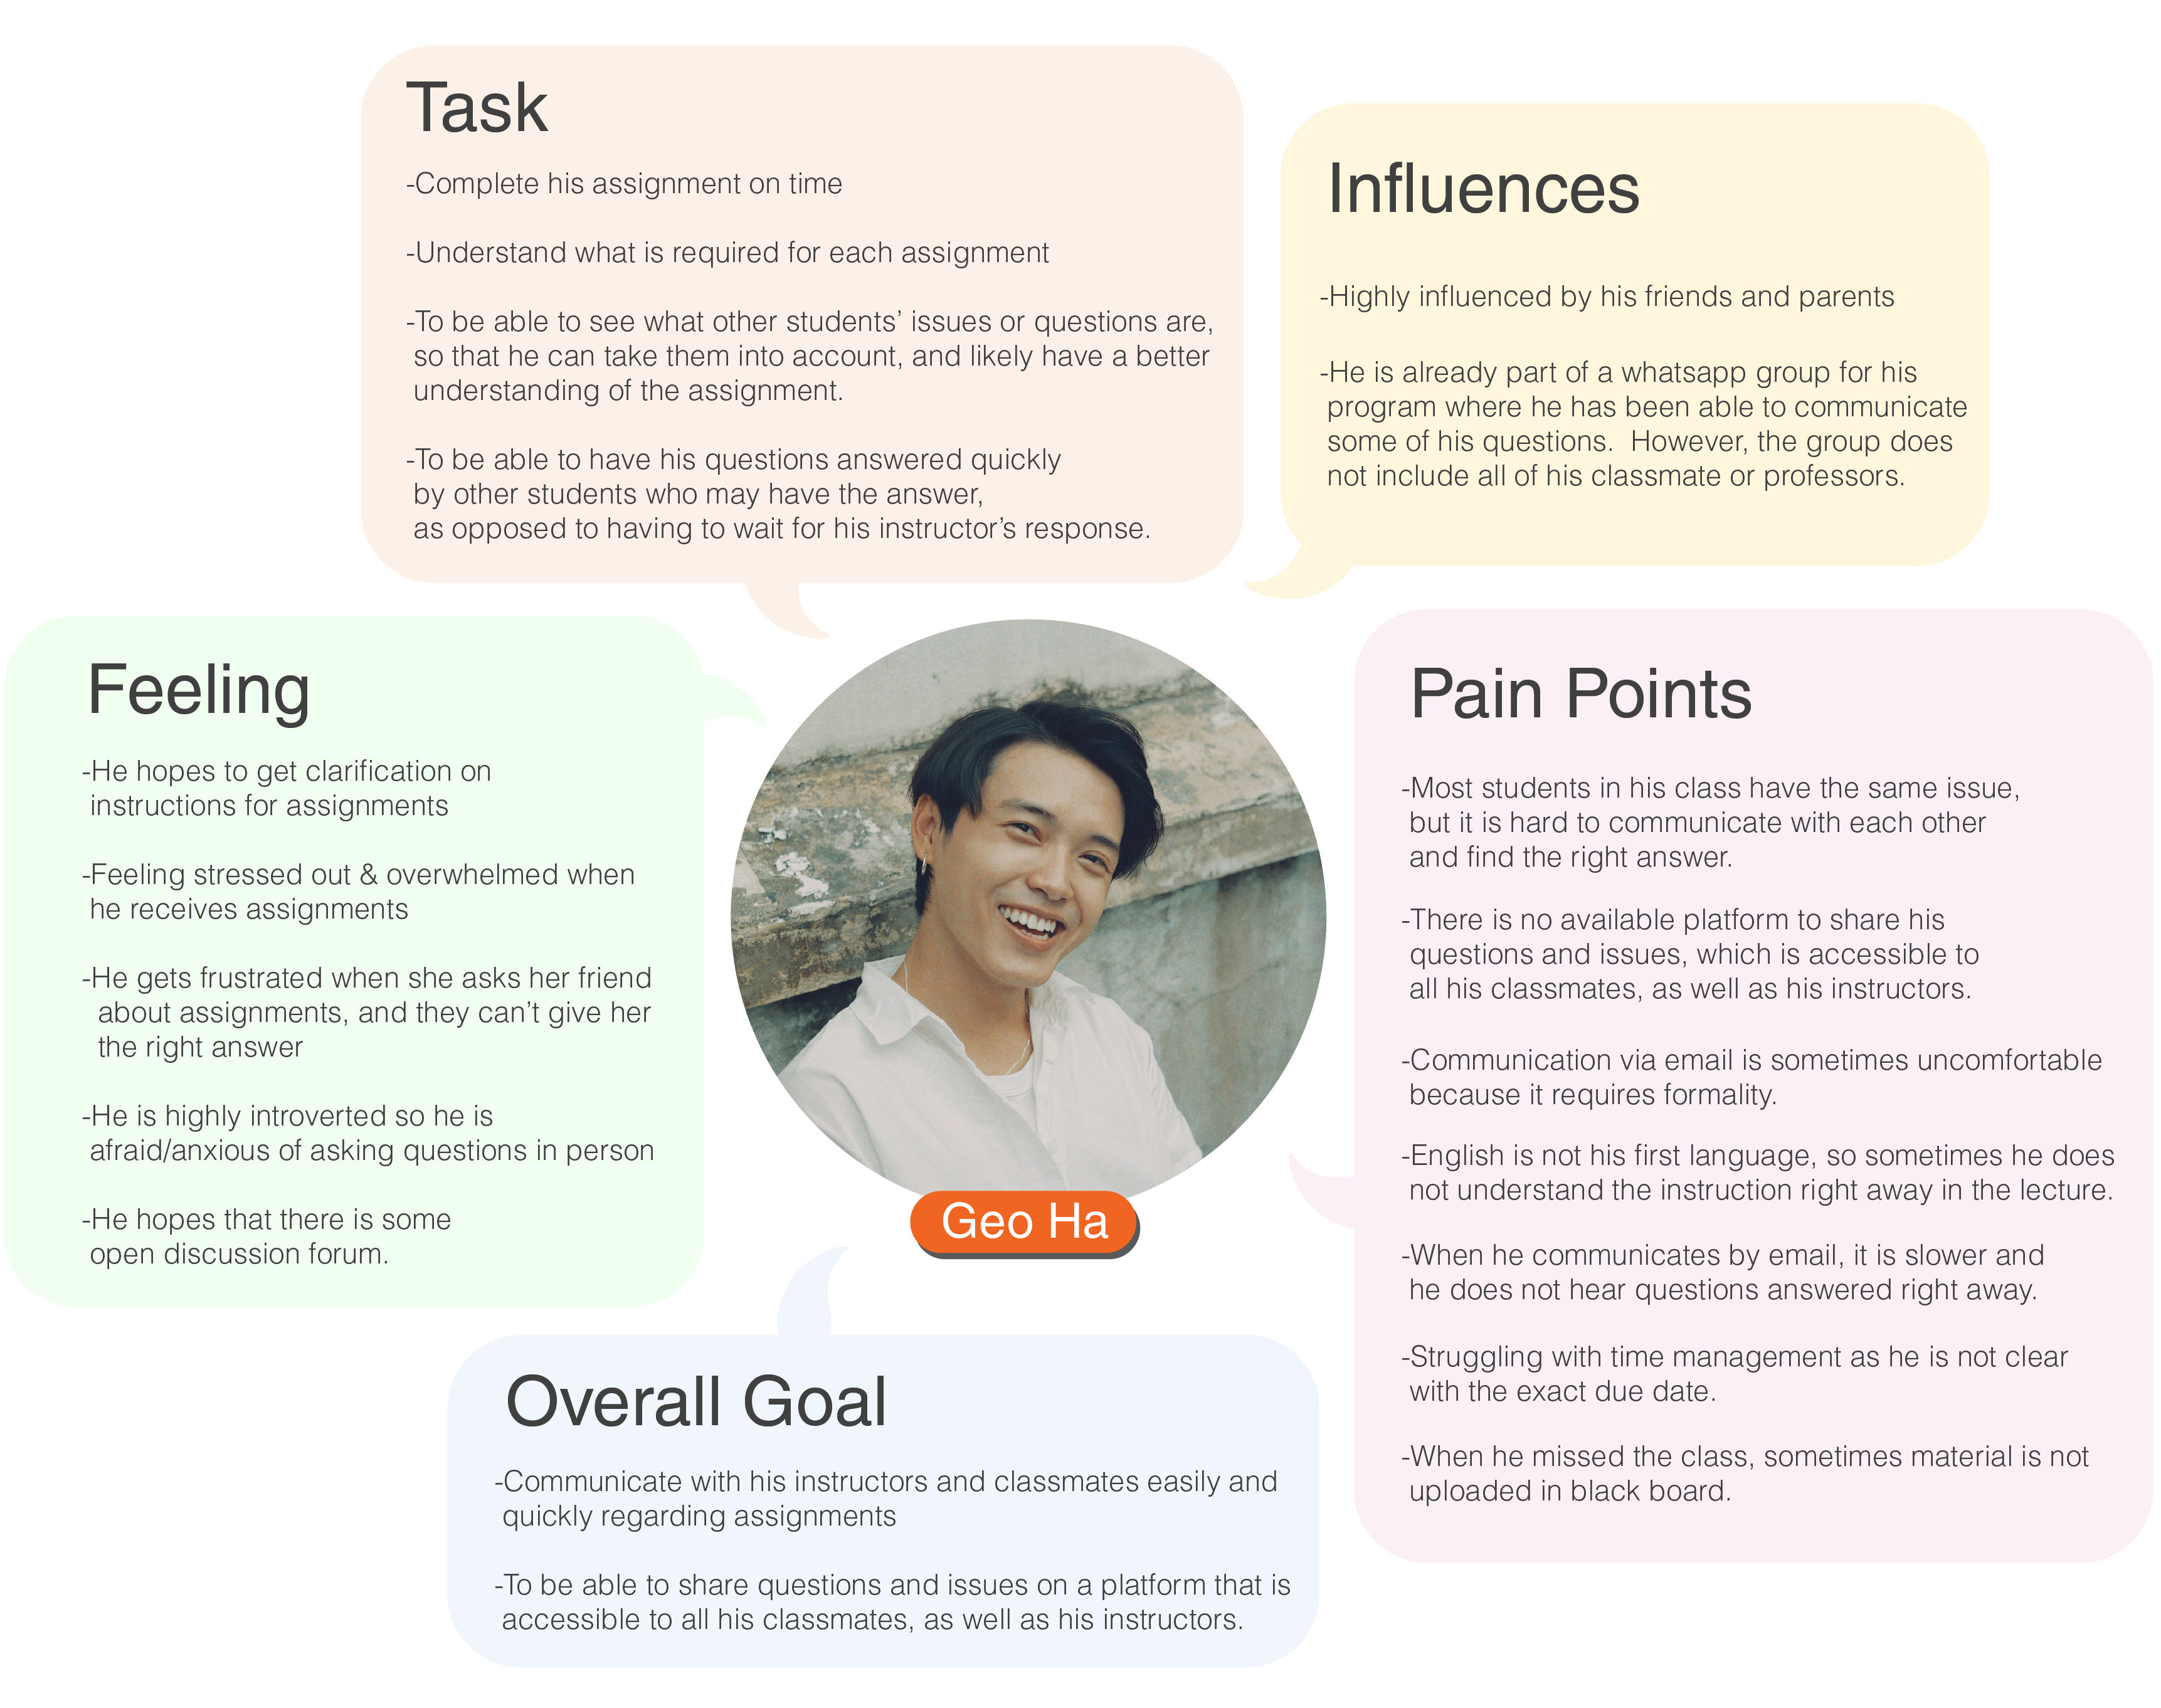 Task
-Complete his assignment on time
-Understand what is required for each assignment
-To be able to see what other students’ issues or questions are,
so that he can take them into account, and likely have a better
understanding of the assignment.
-To be able to have his questions answered quickly
by other students who may have the answer,
as opposed to having to wait for his instructor’s response.
Influences
-Highly influenced by his friends and parents
-He is already part of a whatsapp group for his
program where he has been able to communicate
some of his questions.  However, the group does
not include all of his classmate or professors.
Feeling
-He hopes to get clarification on
instructions for assignments
-Feeling stressed out & overwhelmed when
he receives assignments
-He gets frustrated when she asks her friend
about assignments, and they can’t give her
the right answer
-He is highly introverted so he is
afraid/anxious of asking questions in person
-He hopes that there is some
open discussion forum.
Geo Ha
Pain Points
-Most students in his class have the same issue,
but it is hard to communicate with each other
and find the right answer.
-There is no available platform to share his
questions and issues, which is accessible to
all his classmates, as well as his instructors.
-Communication via email is sometimes uncomfortable
because it requires formality.
-English is not his first language, so sometimes he does
not understand the instruction right away in the lecture.
-When he communicates by email, it is slower and
he does not hear questions answered right away.
-Struggling with time management as he is not clear
with the exact due date.
-When he missed the class, sometimes material is not
uploaded in black board.
Overall Goal
-Communicate with his instructors and classmates easily and
quickly regarding assignments
-To be able to share questions and issues on a platform that is
accessible to all his classmates, as well as his instructors.